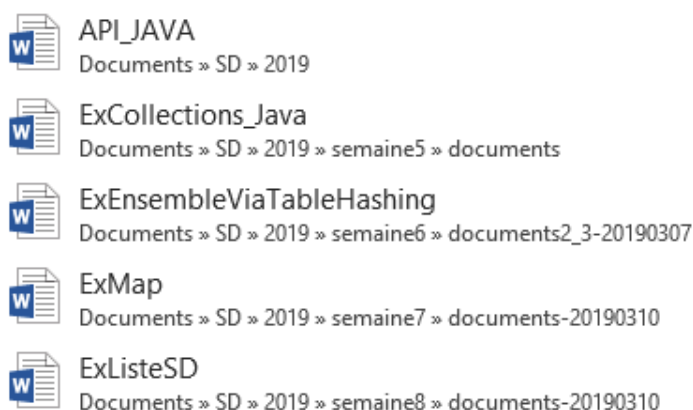 API_JAVA
Documents » SD » 2019
ExCollections_Java
Documents » SD » 2019 » semaine5 » documents
ExEnsembleViaTableHashing
Documents » SD » 2019 » semaine6 » documents2_3-20190307
ExMap
Documents » SD » 2019 » semaine7 » documents-20190310
ExListeSD
Documents » SD » 2019 » semaine8 » documents-20190310